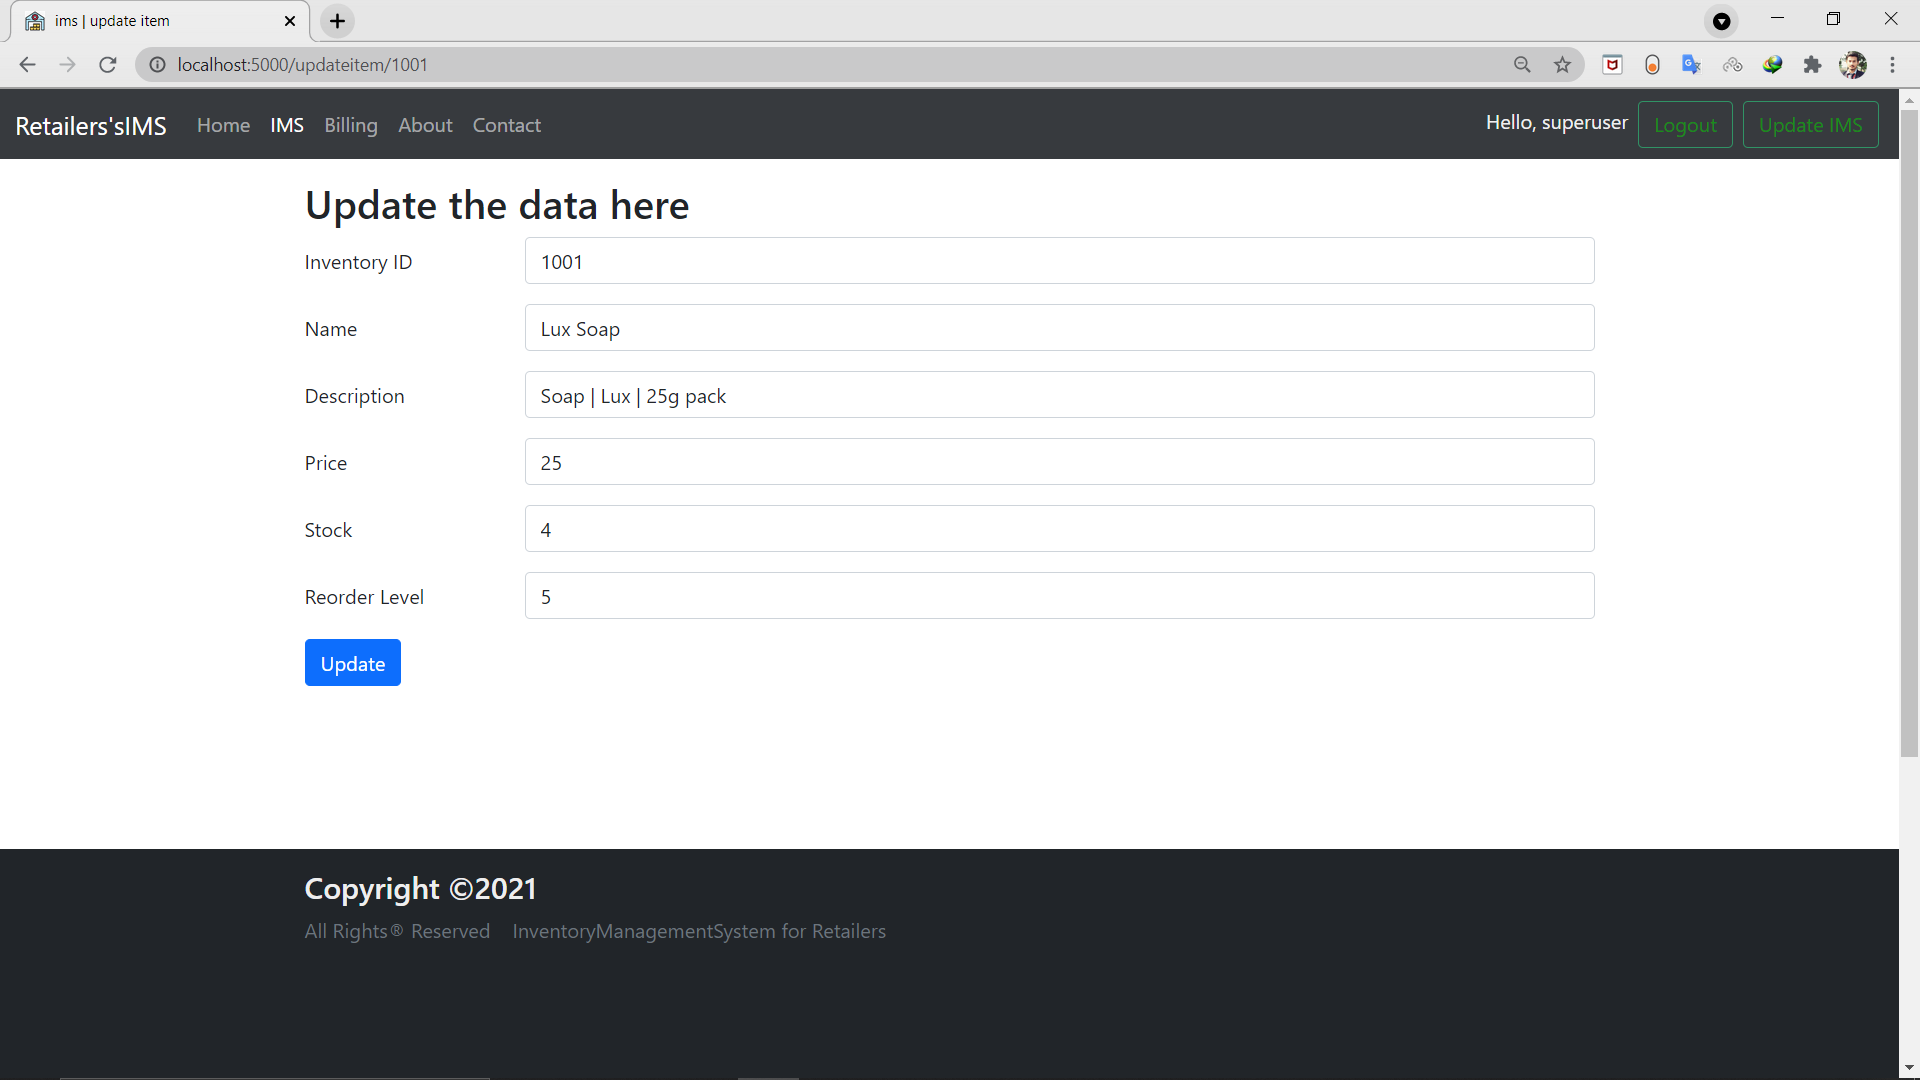 ims | update item
localhost:5000/updateitem/1001
Retailers'sIMS Home IMS Billing About Contact Hello, superuser Logout Update IMS
Update the data here
Inventory ID 1001
Name Lux Soap
Description Soap | Lux | 25g pack
Price 25
Stock 4
Reorder Level 5
Update
Copyright ©2021
All Rights® Reserved InventoryManagementSystem for Retailers